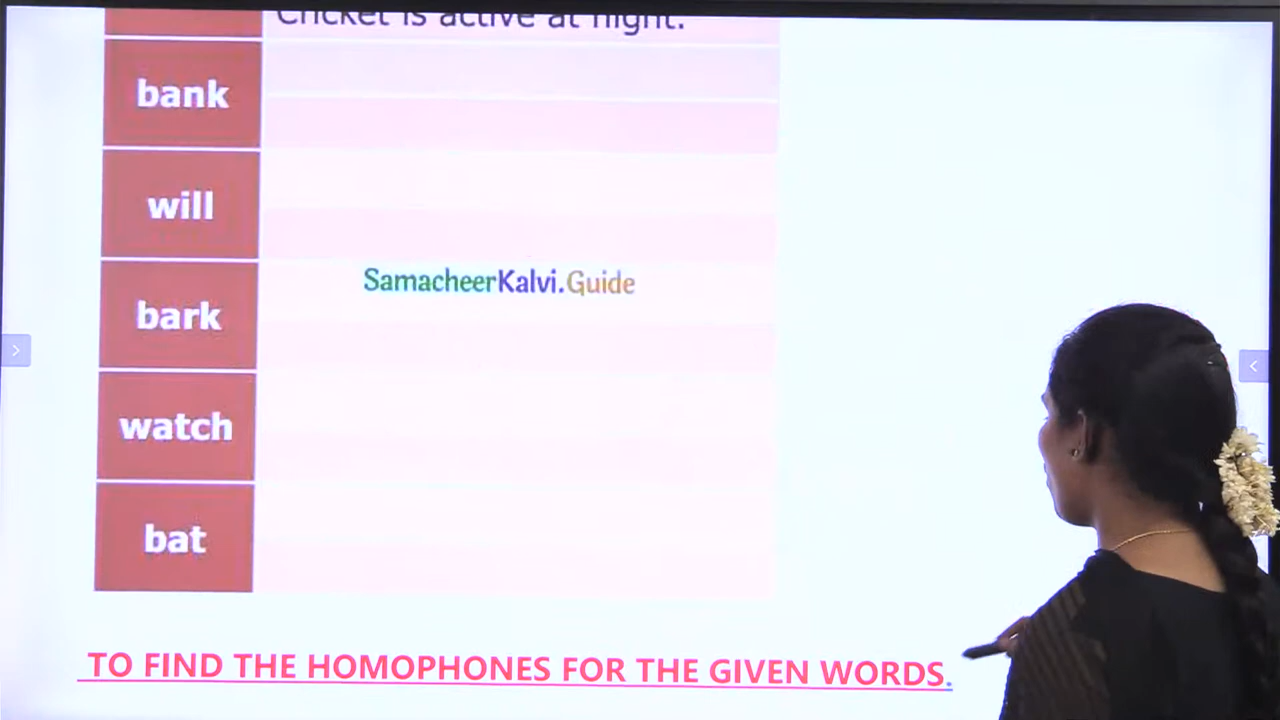 Cricket is active at night.
bank
will
SamacheerKalvi.Guide
bark
watch
bat
TO FIND THE HOMOPHONES FOR THE GIVEN WORDS.